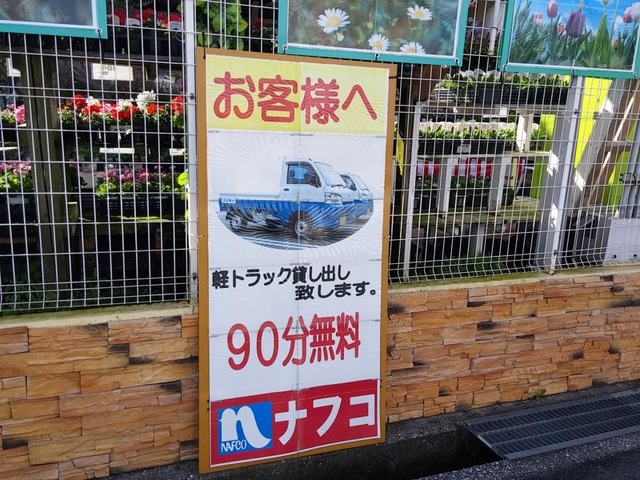 お客様へ
軽トラック貸し出し
致します。
90分無料
NAFCO
ナフコ